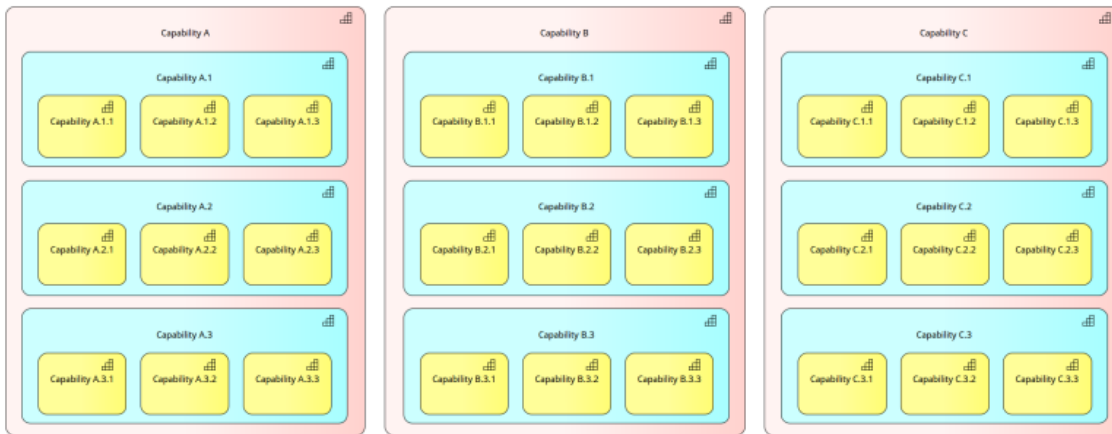 Capability A
Capability A.1
Capability A.1.1
Capability A.1.2
Capability A.1.3
Capability A.2
Capability A.2.1
Capability A.2.2
Capability A.2.3
Capability A.3
Capability A.3.1
Capability A.3.2
Capability A.3.3
Capability B
Capability B.1
Capability B.1.1
Capability B.1.2
Capability B.1.3
Capability B.2
Capability B.2.1
Capability B.2.2
Capability B.2.3
Capability B.3
Capability B.3.1
Capability B.3.2
Capability B.3.3
Capability C
Capability C.1
Capability C.1.1
Capability C.1.2
Capability C.1.3
Capability C.2
Capability C.2.1
Capability C.2.2
Capability C.2.3
Capability C.3
Capability C.3.1
Capability C.3.2
Capability C.3.3